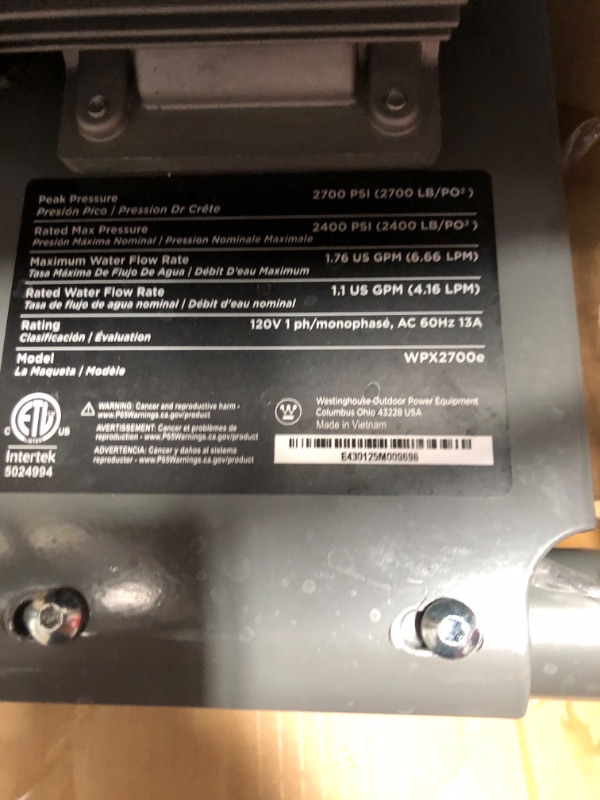 Peak Pressure 2700 PSI (2700 LB/PO²)
Presión Pico / Pression Dr Crête
Rated Max Pressure 2400 PSI (2400 LB/PO²)
Presión Máxima Nominal / Pression Nominale Maximale
Maximum Water Flow Rate 1.76 US GPM (6.66 LPM)
Tasa Máxima De Flujo De Agua / Débit D'eau Maximum
Rated Water Flow Rate 1.1 US GPM (4.16 LPM)
Tasa de flujo de agua nominal / Débit d'eau nominal
Rating 120V 1 ph/monophasé, AC 60Hz 13A
Clasificación / Évaluation
Model WPX2700e
La Maqueta / Modèle
C ETL US
LISTED
Intertek
5024994
WARNING: Cancer and reproductive harm -
www.P65Warnings.ca.gov/product
AVERTISSEMENT: Cancer et problèmes de
reproduction - www.P65Warnings.ca.gov/product
ADVERTENCIA: Cáncer y daños al sistema
reproductor - www.P65Warnings.ca.gov/product
W
Westinghouse Outdoor Power Equipment
Columbus Ohio 43228 USA
Made in Vietnam
E430125M009698